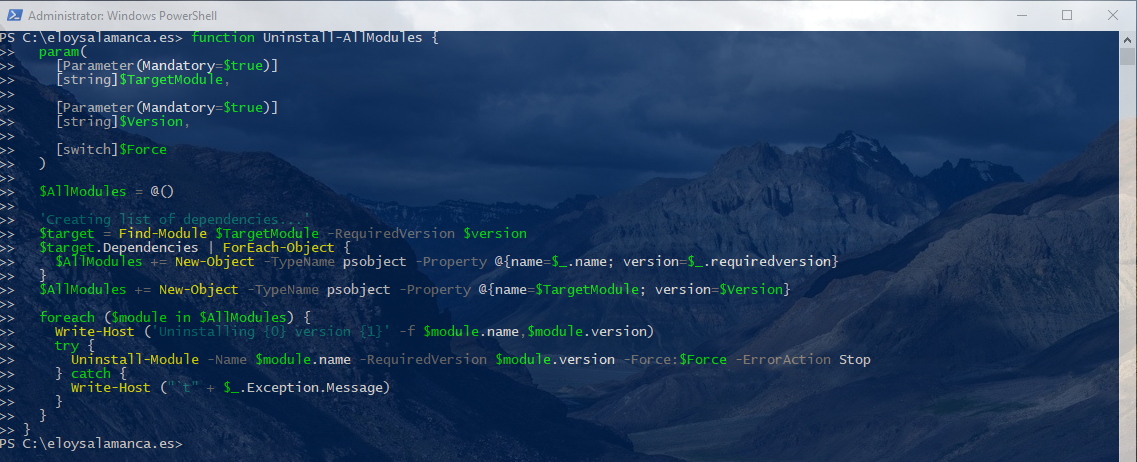 Administrator: Windows PowerShell
PS C:\eloysalamanca.es> function Uninstall-AllModules {
>>   param(
>>     [Parameter(Mandatory=$true)]
>>     [string]$TargetModule,
>>
>>     [Parameter(Mandatory=$true)]
>>     [string]$Version,
>>
>>     [switch]$Force
>>   )
>>
>>   $AllModules = @()
>>
>>   'Creating list of dependencies...'
>>   $target = Find-Module $TargetModule -RequiredVersion $version
>>   $target.Dependencies | ForEach-Object {
>>     $AllModules += New-Object -TypeName psobject -Property @{name=$_.name; version=$_.requiredversion}
>>   }
>>   $AllModules += New-Object -TypeName psobject -Property @{name=$TargetModule; version=$Version}
>>
>>   foreach ($module in $AllModules) {
>>     Write-Host ('Uninstalling {0} version {1}' -f $module.name,$module.version)
>>     try {
>>       Uninstall-Module -Name $module.name -RequiredVersion $module.version -Force:$Force -ErrorAction Stop
>>     } catch {
>>       Write-Host ("`t" + $_.Exception.Message)
>>     }
>>   }
>> }
PS C:\eloysalamanca.es>